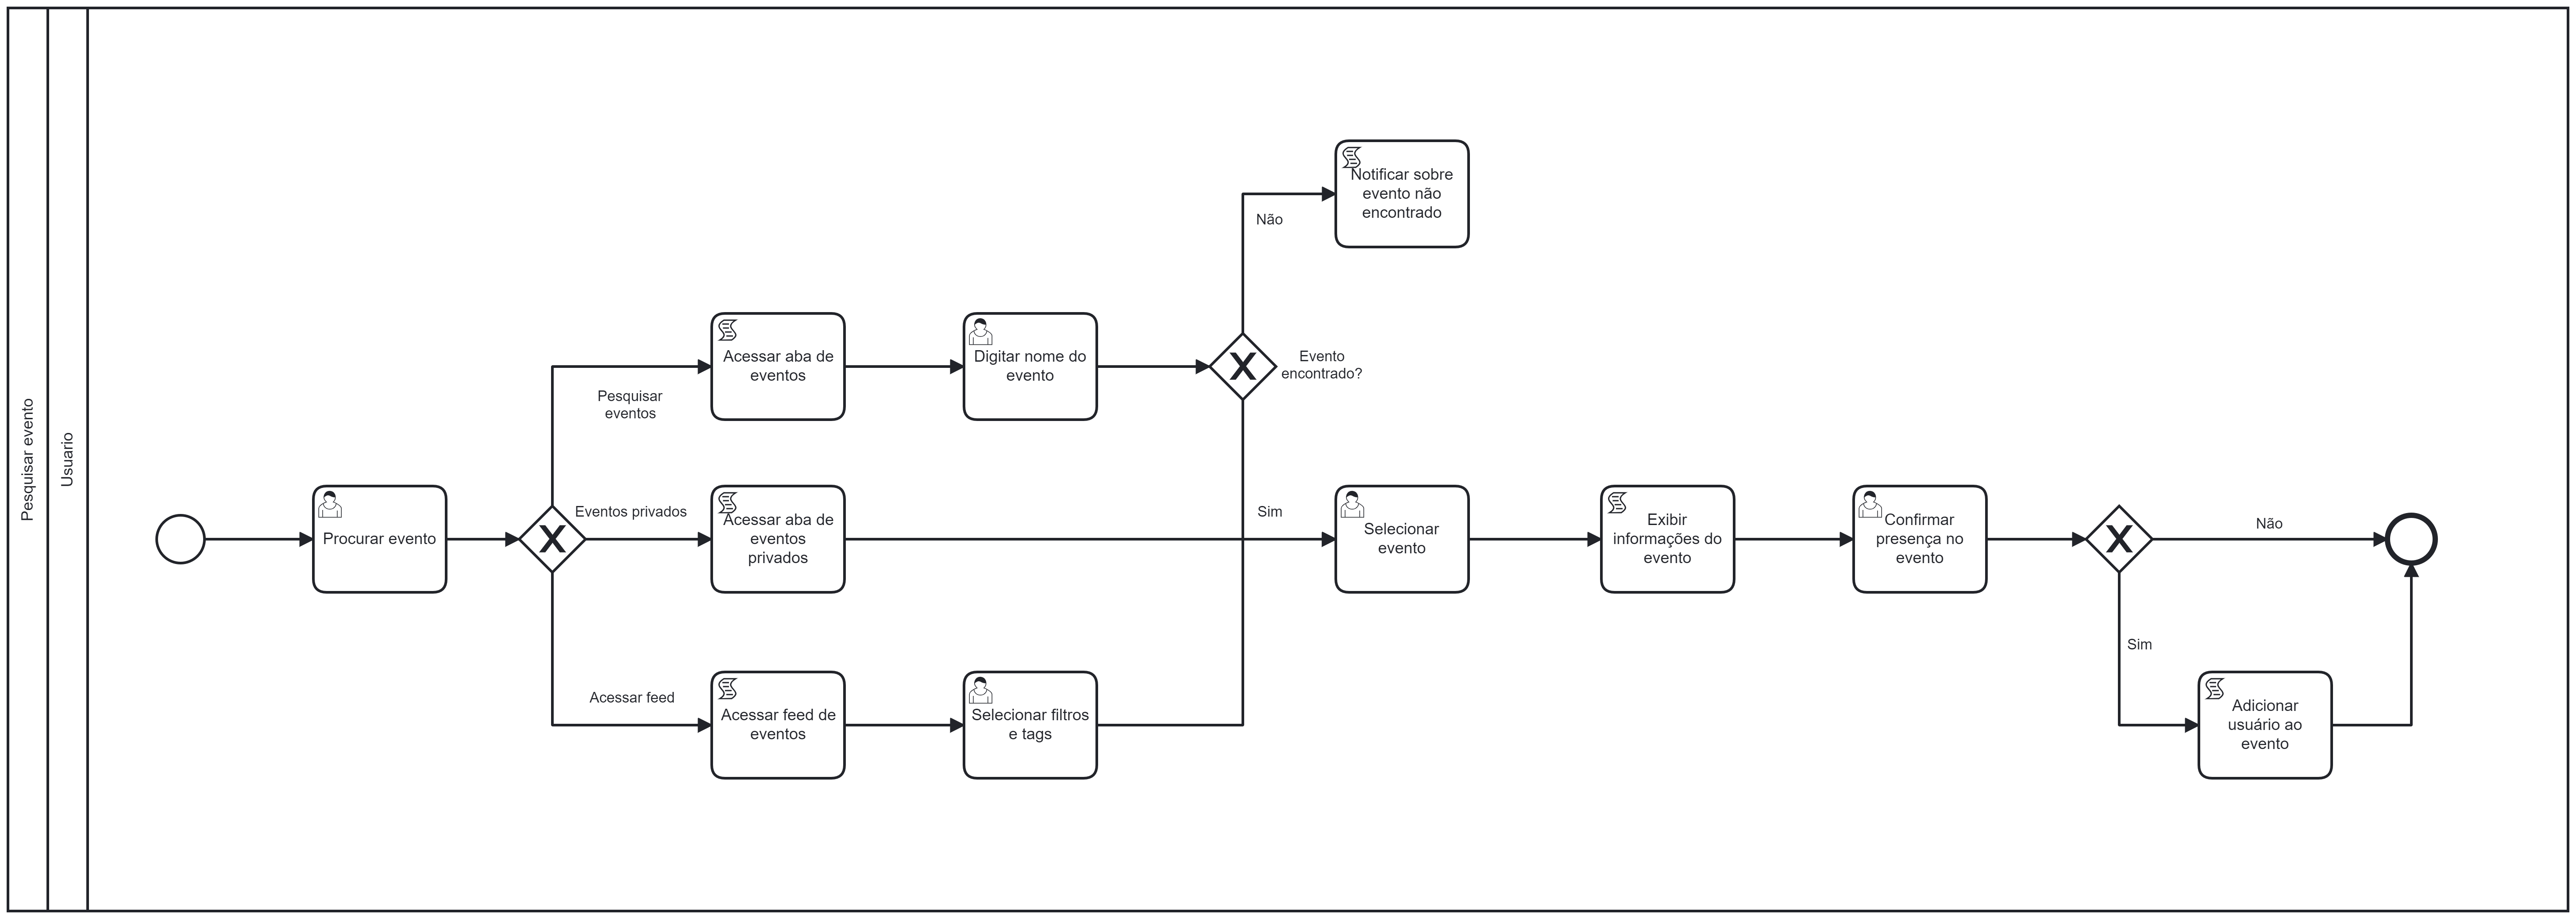 Pesquisar evento
Usuario
Procurar evento
Pesquisar
eventos
Eventos privados
Acessar feed
Acessar aba de
eventos
Acessar aba de
eventos
privados
Acessar feed de
eventos
Digitar nome do
evento
Selecionar filtros
e tags
Evento
encontrado?
Não
Notificar sobre
evento não
encontrado
Sim
Selecionar
evento
Exibir
informações do
evento
Confirmar
presença no
evento
Não
Sim
Adicionar
usuário ao
evento